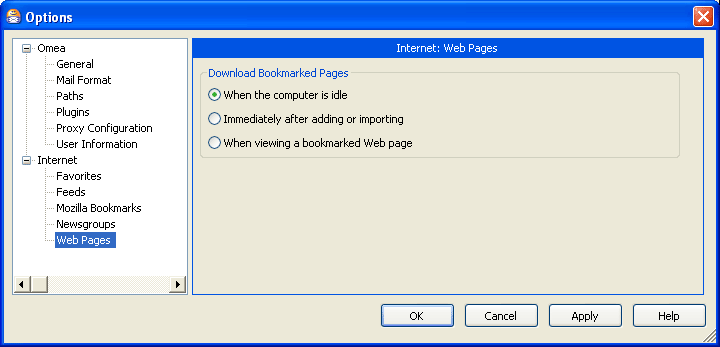 Options
Omea
General
Mail Format
Paths
Plugins
Proxy Configuration
User Information
Internet
Favorites
Feeds
Mozilla Bookmarks
Newsgroups
Web Pages
Internet: Web Pages
Download Bookmarked Pages
When the computer is idle
Immediately after adding or importing
When viewing a bookmarked Web page
OK Cancel Apply Help